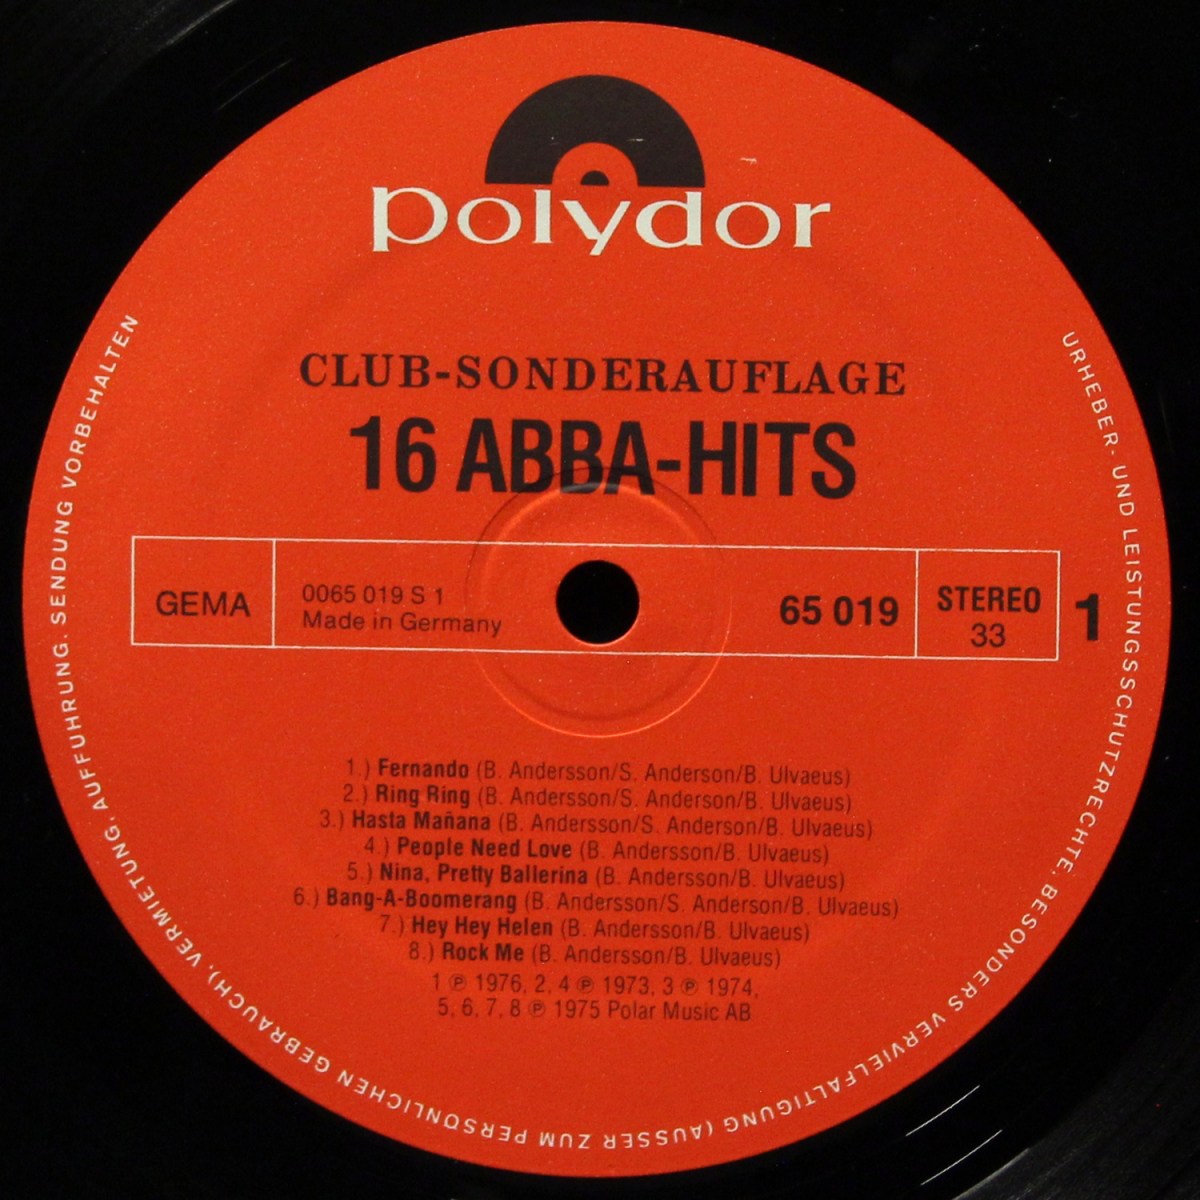 polydor
CLUB-SONDERAUFLAGE
16 ABBA-HITS
GEMA
0065 019 S 1
Made in Germany
65 019
STEREO
33
1
1.) Fernando (B. Andersson/S. Anderson/B. Ulvaeus)
2.) Ring Ring (B. Andersson/S. Anderson/B. Ulvaeus)
3.) Hasta Mañana (B. Andersson/S. Anderson/B. Ulvaeus)
4.) People Need Love (B. Andersson/B. Ulvaeus)
5.) Nina, Pretty Ballerina (B. Andersson/B. Ulvaeus)
6.) Bang-A-Boomerang (B. Andersson/S. Anderson/B. Ulvaeus)
7.) Hey Hey Helen (B. Andersson/B. Ulvaeus)
8.) Rock Me (B. Andersson/B. Ulvaeus)
1 ℗ 1976, 2, 4 ℗ 1973, 3 ℗ 1974,
5, 6, 7, 8 ℗ 1975 Polar Music AB
URHEBER- UND LEISTUNGSSCHUTZRECHTE, BESONDERS VERVIELFÄLTIGUNG (AUSSER ZUM PERSÖNLICHEN GEBRAUCH), VERMIETUNG, AUFFÜHRUNG, SENDUNG VORBEHALTEN